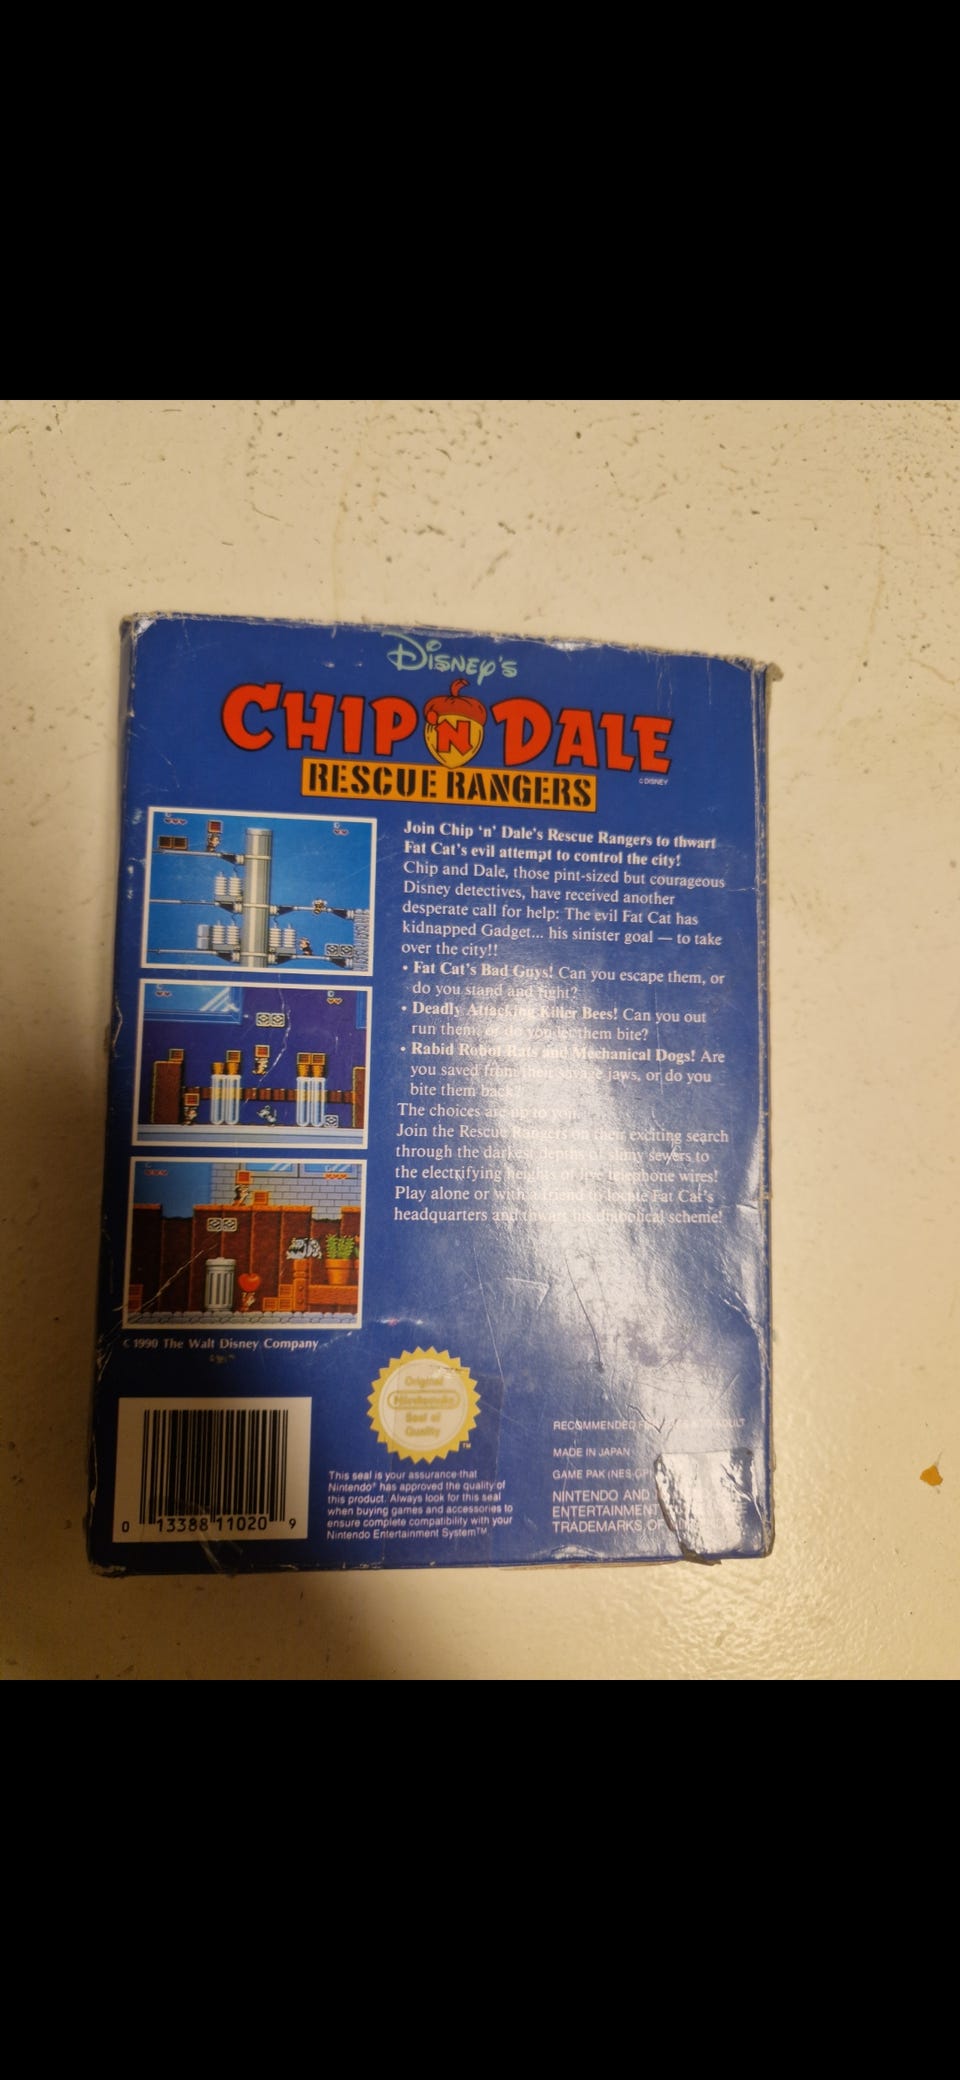 Disney's
CHIP 'N DALE
© DISNEY
RESCUE RANGERS
Join Chip 'n' Dale's Rescue Rangers to thwart
Fat Cat's evil attempt to control the city!
Chip and Dale, those pint-sized but courageous
Disney detectives, have received another
desperate call for help: The evil Fat Cat has
kidnapped Gadget... his sinister goal — to take
over the city!!
• Fat Cat's Bad Guys! Can you escape them, or
do you stand and fight?
• Deadly Attacking Killer Bees! Can you out
run them, or do you let them bite?
• Rabid Robot Rats and Mechanical Dogs! Are
you saved from their savage jaws, or do you
bite them back?
The choices are up to you.
Join the Rescue Rangers on their exciting search
through the darkest depths of slimy sewers to
the electrifying heights of live telephone wires!
Play alone or with a friend to locate Fat Cat's
headquarters and thwart his diabolical scheme!
© 1990 The Walt Disney Company
Original
Nintendo
Seal of
Quality
TM
This seal is your assurance that
Nintendo® has approved the quality of
this product. Always look for this seal
when buying games and accessories to
ensure complete compatibility with your
Nintendo Entertainment System™
RECOMMENDED ADULT
MADE IN JAPAN
GAME PAK (NES-GP)
NINTENDO AND
ENTERTAINMENT
TRADEMARKS OF
0 13388 11020 9